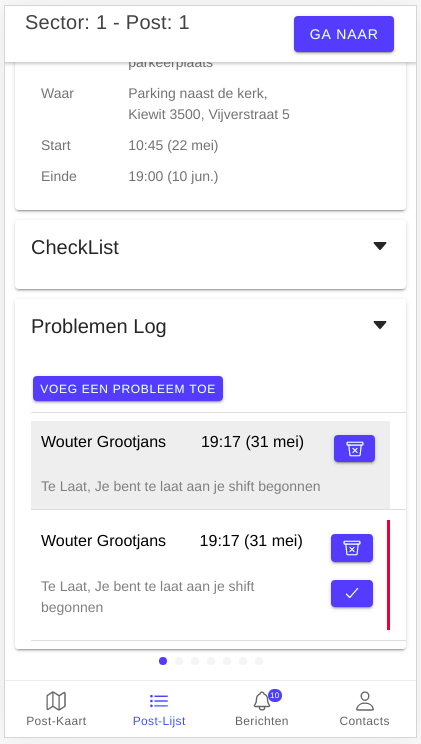 Sector: 1 - Post: 1
GA NAAR
parkeerplaats
Waar
Parking naast de kerk,
Kiewit 3500, Vijverstraat 5
Start
10:45 (22 mei)
Einde
19:00 (10 jun.)
CheckList
Problemen Log
VOEG EEN PROBLEEM TOE
Wouter Grootjans 19:17 (31 mei)
Te Laat, Je bent te laat aan je shift begonnen
Wouter Grootjans 19:17 (31 mei)
Te Laat, Je bent te laat aan je shift
begonnen
10
Post-Kaart
Post-Lijst
Berichten
Contacts